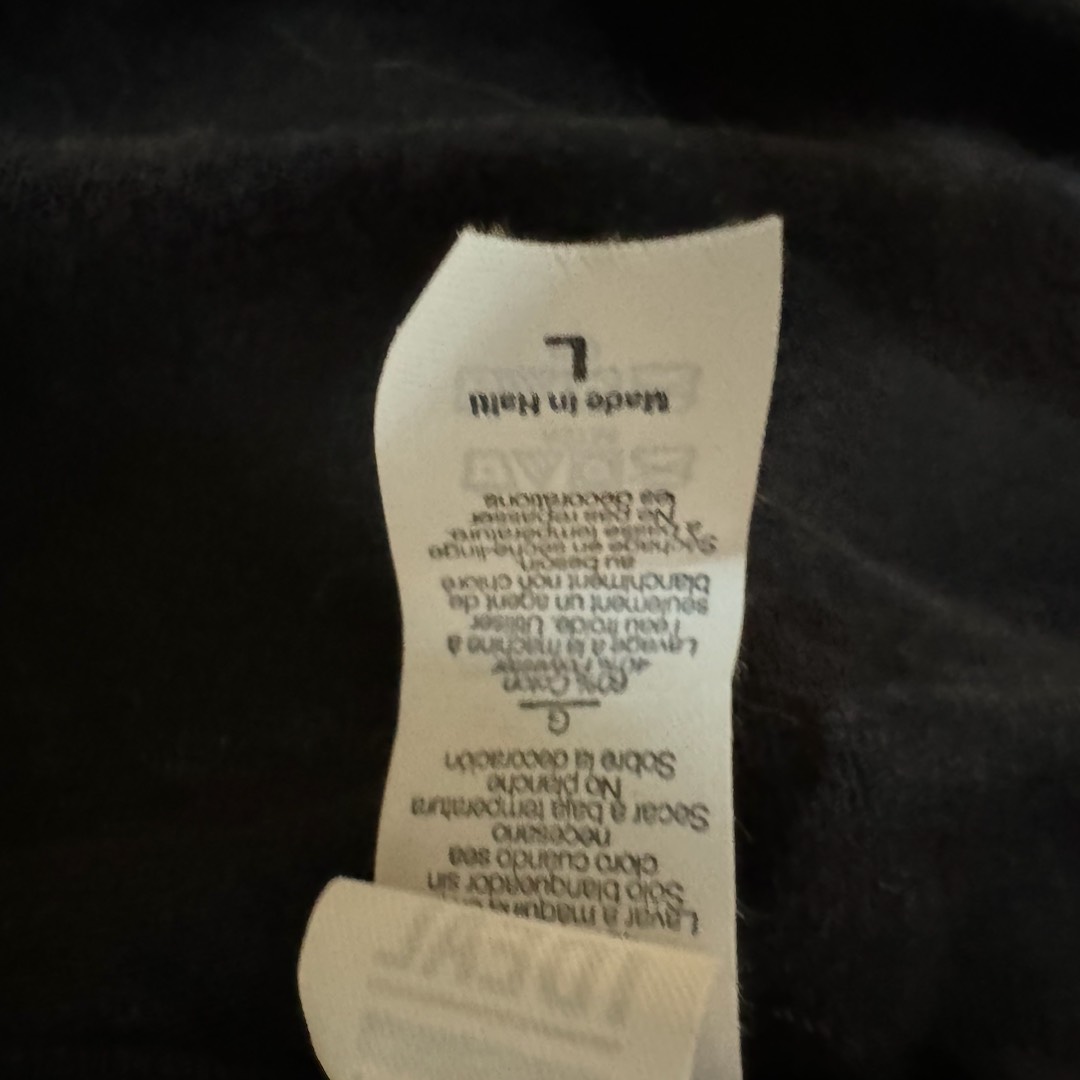 Lavar a maquina
Solo blanqueador sin
cloro cuando sea
necesario
Secar a baja temperatura
No planche
Sobre la decoración
G
60% Coton
40% Polyester
Lavage à la machine à
l'eau froide. Utiliser
seulement un agent de
blanchiment non chloré
au besoin.
Séchage en sèche-linge
à basse température.
Ne pas repasser
les décorations
Made in Haiti
L